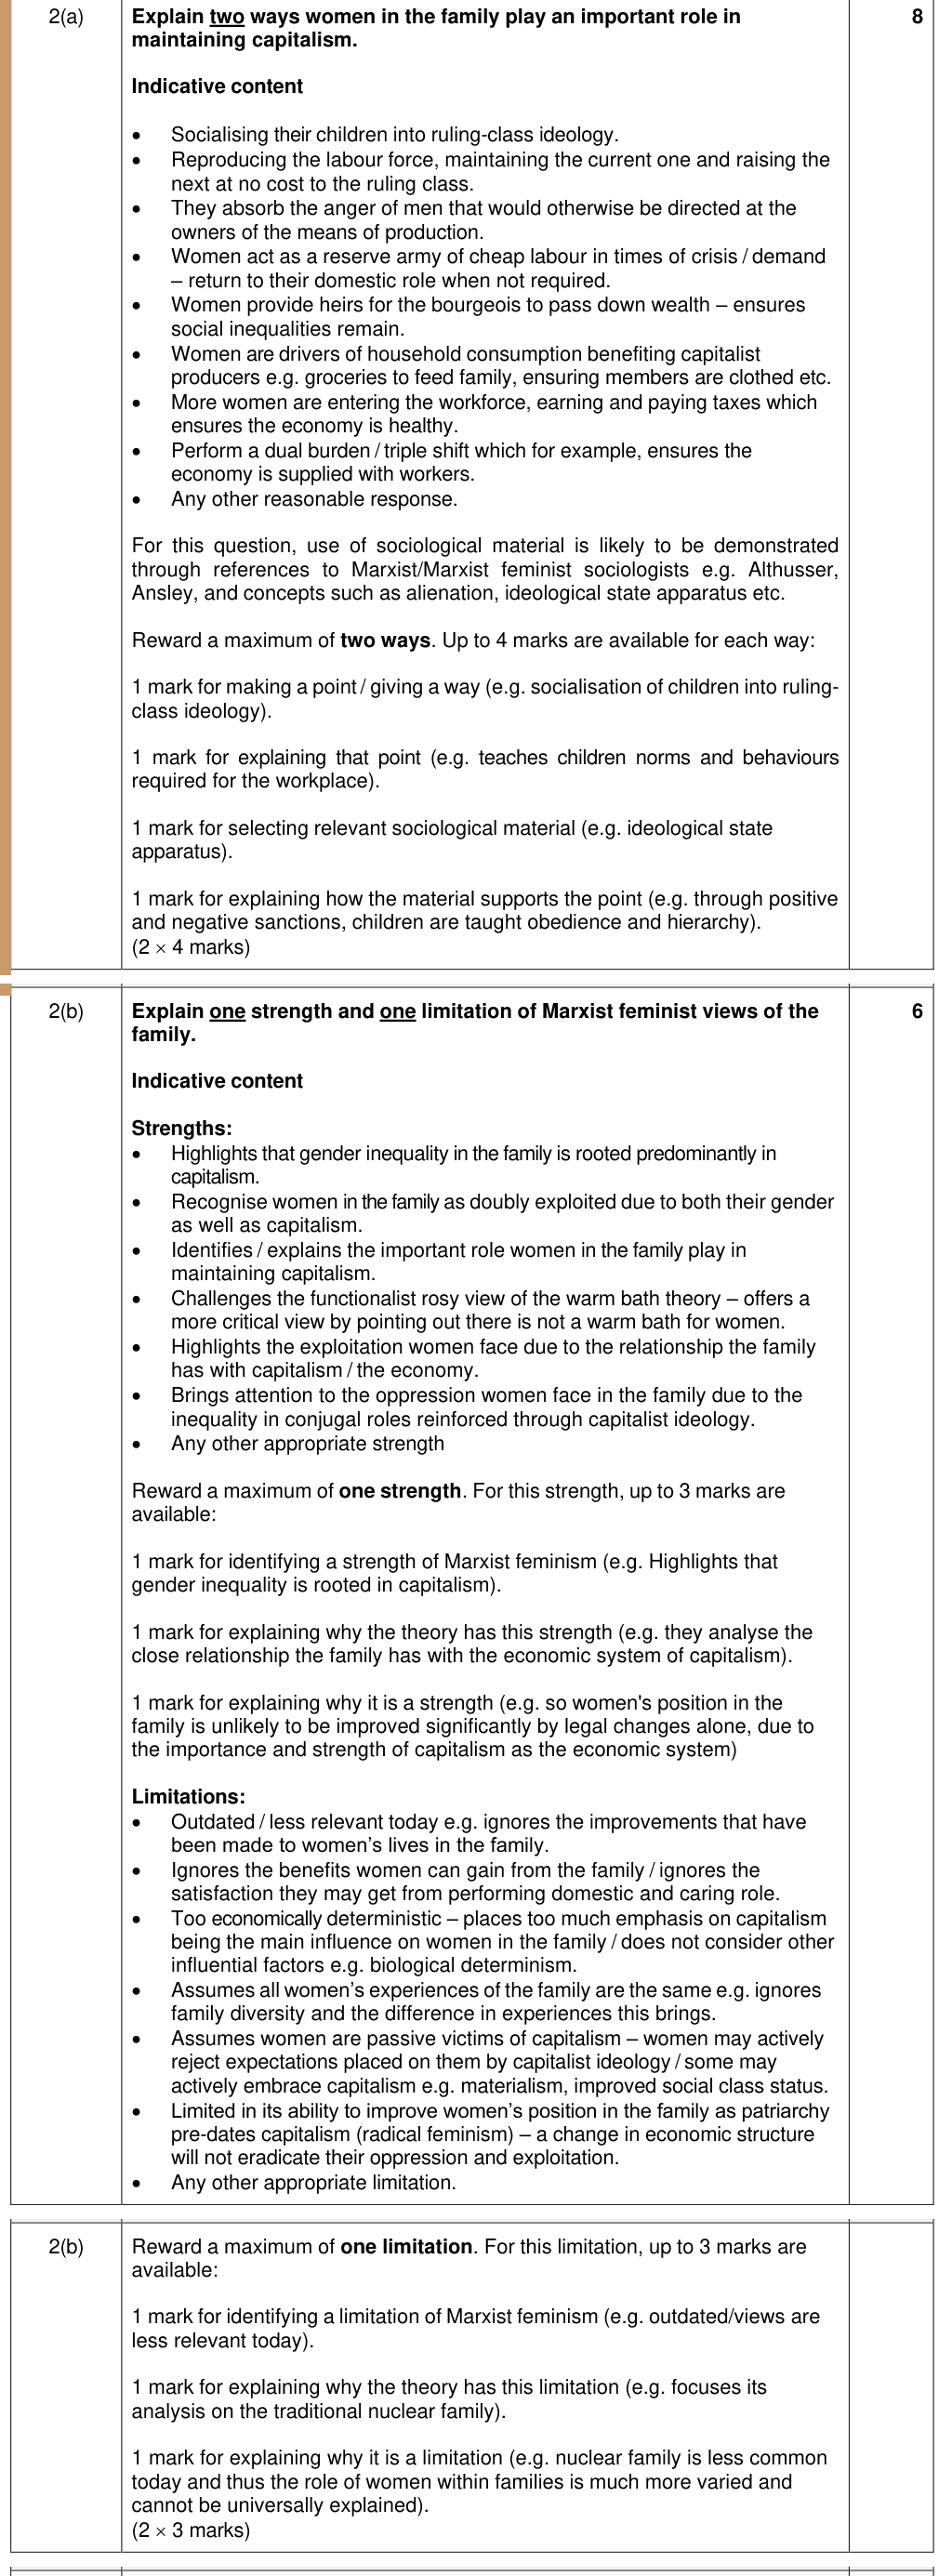 2(a)
Explain two ways women in the family play an important role in
8
maintaining capitalism.
Indicative content
• Socialising their children into ruling-class ideology.
• Reproducing the labour force, maintaining the current one and raising the
next at no cost to the ruling class.
• They absorb the anger of men that would otherwise be directed at the
owners of the means of production.
• Women act as a reserve army of cheap labour in times of crisis / demand
– return to their domestic role when not required.
• Women provide heirs for the bourgeois to pass down wealth – ensures
social inequalities remain.
• Women are drivers of household consumption benefiting capitalist
producers e.g. groceries to feed family, ensuring members are clothed etc.
• More women are entering the workforce, earning and paying taxes which
ensures the economy is healthy.
• Perform a dual burden / triple shift which for example, ensures the
economy is supplied with workers.
• Any other reasonable response.
For this question, use of sociological material is likely to be demonstrated
through references to Marxist/Marxist feminist sociologists e.g. Althusser,
Ansley, and concepts such as alienation, ideological state apparatus etc.
Reward a maximum of two ways. Up to 4 marks are available for each way:
1 mark for making a point / giving a way (e.g. socialisation of children into ruling-
class ideology).
1 mark for explaining that point (e.g. teaches children norms and behaviours
required for the workplace).
1 mark for selecting relevant sociological material (e.g. ideological state
apparatus).
1 mark for explaining how the material supports the point (e.g. through positive
and negative sanctions, children are taught obedience and hierarchy).
(2 × 4 marks)
2(b)
Explain one strength and one limitation of Marxist feminist views of the
6
family.
Indicative content
Strengths:
• Highlights that gender inequality in the family is rooted predominantly in
capitalism.
• Recognise women in the family as doubly exploited due to both their gender
as well as capitalism.
• Identifies / explains the important role women in the family play in
maintaining capitalism.
• Challenges the functionalist rosy view of the warm bath theory – offers a
more critical view by pointing out there is not a warm bath for women.
• Highlights the exploitation women face due to the relationship the family
has with capitalism / the economy.
• Brings attention to the oppression women face in the family due to the
inequality in conjugal roles reinforced through capitalist ideology.
• Any other appropriate strength
Reward a maximum of one strength. For this strength, up to 3 marks are
available:
1 mark for identifying a strength of Marxist feminism (e.g. Highlights that
gender inequality is rooted in capitalism).
1 mark for explaining why the theory has this strength (e.g. they analyse the
close relationship the family has with the economic system of capitalism).
1 mark for explaining why it is a strength (e.g. so women's position in the
family is unlikely to be improved significantly by legal changes alone, due to
the importance and strength of capitalism as the economic system)
Limitations:
• Outdated / less relevant today e.g. ignores the improvements that have
been made to women’s lives in the family.
• Ignores the benefits women can gain from the family / ignores the
satisfaction they may get from performing domestic and caring role.
• Too economically deterministic – places too much emphasis on capitalism
being the main influence on women in the family / does not consider other
influential factors e.g. biological determinism.
• Assumes all women’s experiences of the family are the same e.g. ignores
family diversity and the difference in experiences this brings.
• Assumes women are passive victims of capitalism – women may actively
reject expectations placed on them by capitalist ideology / some may
actively embrace capitalism e.g. materialism, improved social class status.
• Limited in its ability to improve women’s position in the family as patriarchy
pre-dates capitalism (radical feminism) – a change in economic structure
will not eradicate their oppression and exploitation.
• Any other appropriate limitation.
2(b)
Reward a maximum of one limitation. For this limitation, up to 3 marks are
available:
1 mark for identifying a limitation of Marxist feminism (e.g. outdated/views are
less relevant today).
1 mark for explaining why the theory has this limitation (e.g. focuses its
analysis on the traditional nuclear family).
1 mark for explaining why it is a limitation (e.g. nuclear family is less common
today and thus the role of women within families is much more varied and
cannot be universally explained).
(2 × 3 marks)